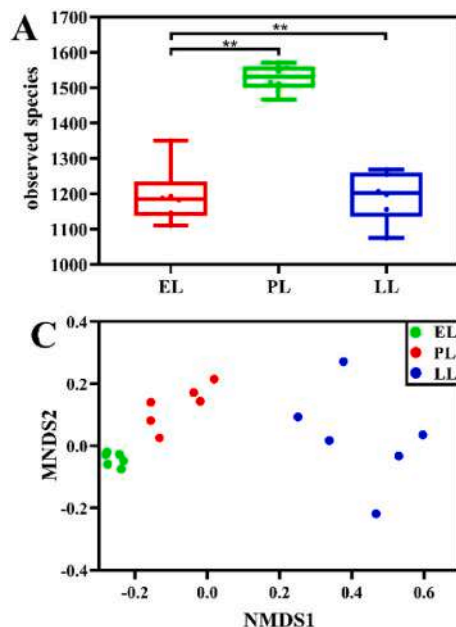 A
**
**
1700
1600
1500
1400
1300
1200
1100
1000
observed species
EL PL LL
C
EL
PL
LL
0.4
0.2
0.0
-0.2
-0.4
MNDS2
-0.2 0.0 0.2 0.4 0.6
NMDS1